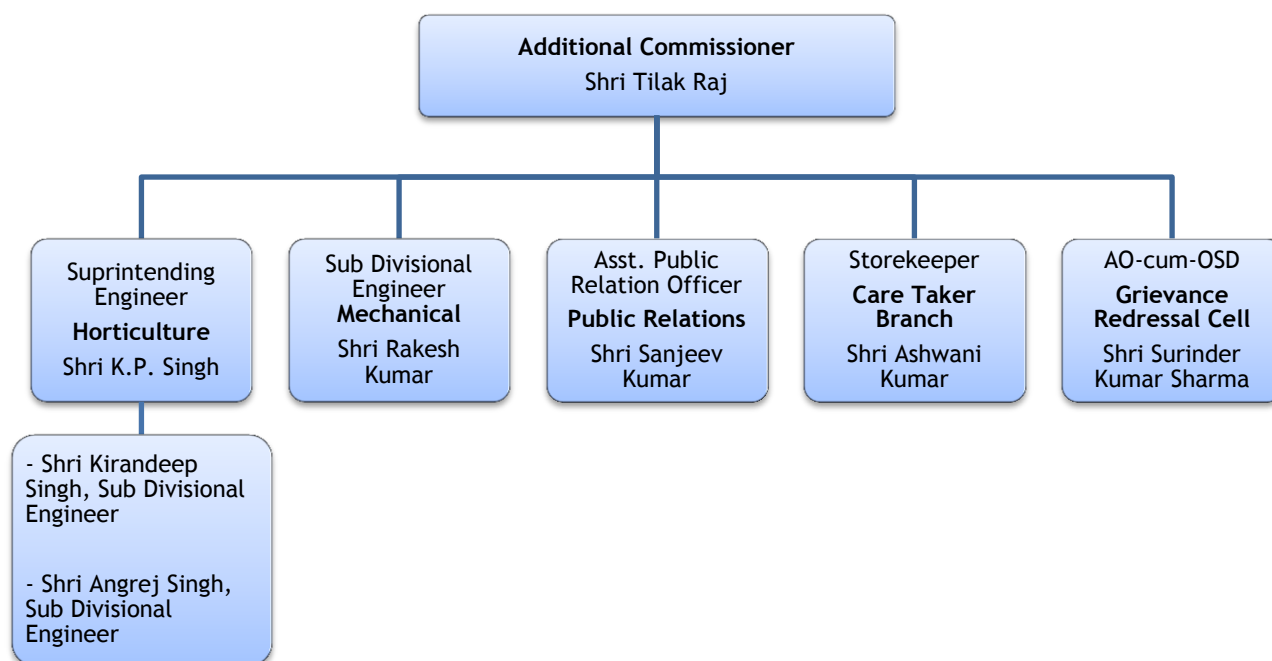 Additional Commissioner
Shri Tilak Raj
Suprintending
Engineer
Horticulture
Shri K.P. Singh
Sub Divisional
Engineer
Mechanical
Shri Rakesh
Kumar
Asst. Public
Relation Officer
Public Relations
Shri Sanjeev
Kumar
Storekeeper
Care Taker
Branch
Shri Ashwani
Kumar
AO-cum-OSD
Grievance
Redressal Cell
Shri Surinder
Kumar Sharma
- Shri Kirandeep
Singh, Sub Divisional
Engineer
- Shri Angrej Singh,
Sub Divisional
Engineer